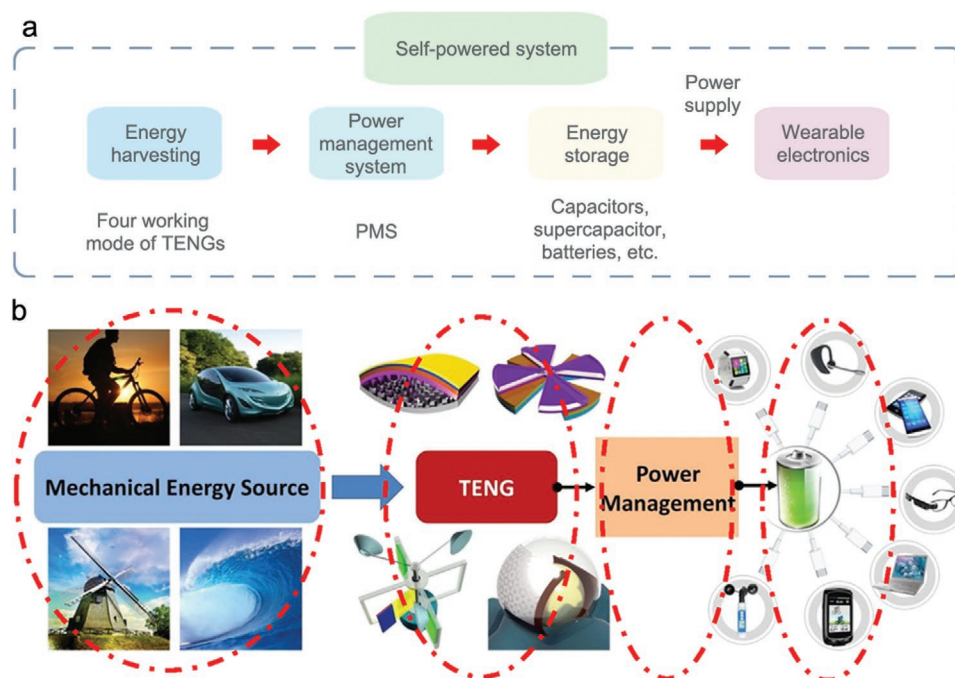 a
Self-powered system
Power
supply
Energy
harvesting
Power
management
system
Energy
storage
Wearable
electronics
Four working
mode of TENGs
PMS
Capacitors,
supercapacitor,
batteries, etc.
b
Mechanical Energy Source
TENG
Power
Management